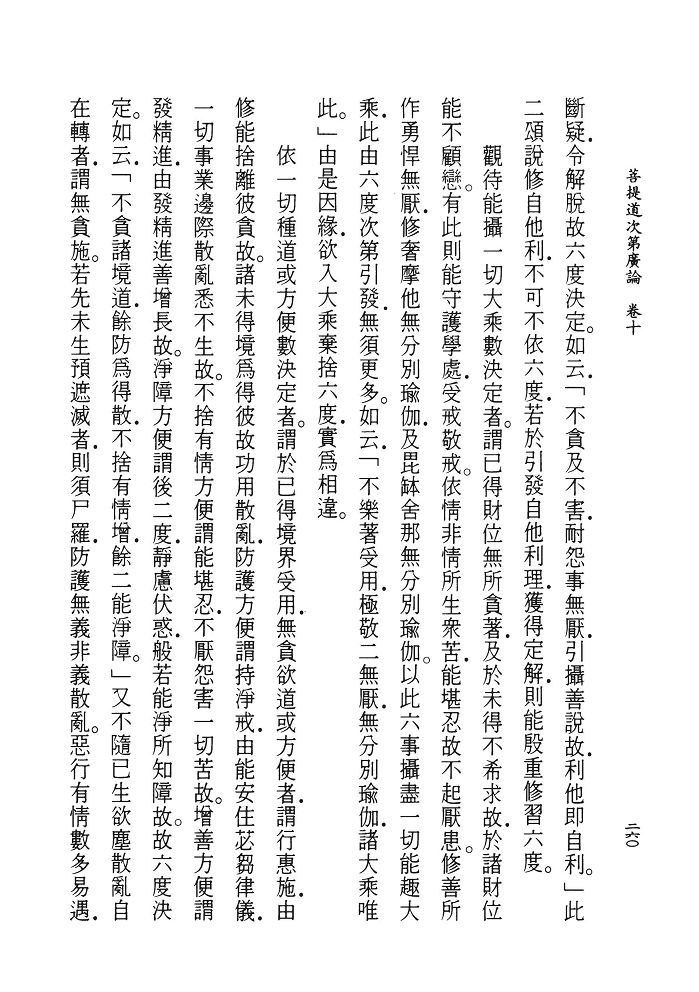 菩提道次第廣論　卷十
二六〇
斷疑．令解脫故六度決定。如云．「不貪及不害．耐怨事無厭．引攝善說故．利他即自利。」此
二頌說修自他利．不可不依六度．若於引發自他利理．獲得定解．則能殷重修習六度。
觀待能攝一切大乘數決定者。謂已得財位無所貪著．及於未得不希求故．於諸財位
能不顧戀。有此則能守護學處．受戒敬戒。依情非情所生衆苦．能堪忍故不起厭患。修善所
作勇悍無厭．修奢摩他無分別瑜伽．及毘缽舍那無分別瑜伽。以此六事攝盡一切能趣大
乘．此由六度次第引發．無須更多。如云．「不樂著受用．極敬二無厭．無分別瑜伽．諸大乘唯
此。」由是因緣．欲入大乘棄捨六度．實爲相違。
依一切種道或方便數決定者．謂於已得境界受用．無貪欲道或方便者．謂行惠施．由
修能捨離彼貪故。諸未得境爲得彼故功用散亂．防護方便謂持淨戒．由能安住苾芻律儀．
一切事業邊際散亂悉不生故。不捨有情方便謂能堪忍．不厭怨害一切苦故。增善方便謂
發精進．由發精進善增長故。淨障方便謂後二度．靜慮伏惑．般若能淨所知障故。故六度決
定。如云．「不貪諸境道．餘防爲得散．不捨有情增．餘二能淨障。」又不隨已生欲塵散亂自
在轉者．謂無貪施。若先未生預遮滅者．則須尸羅．防護無義非義散亂。惡行有情數多易遇．